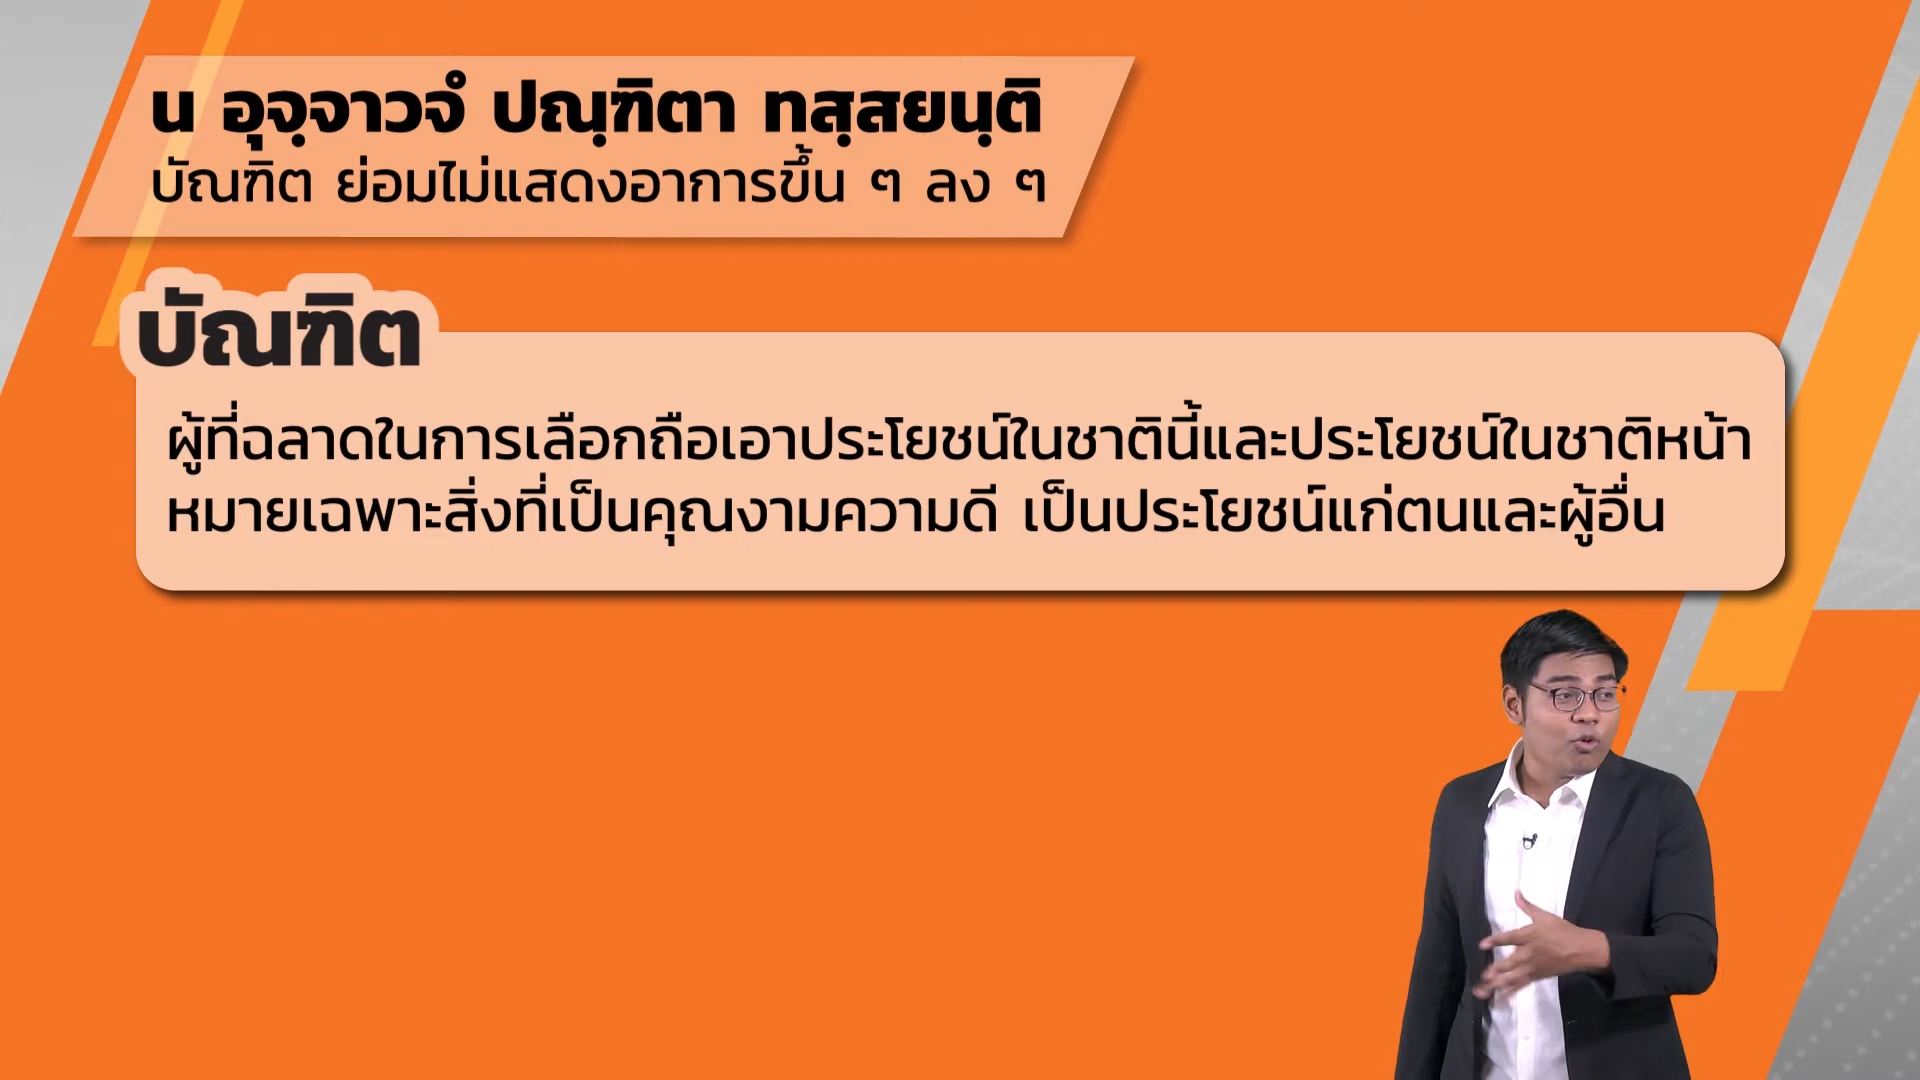 น อุจฺจาวจํ ปณฺฑิตา ทสฺสยนฺติ
บัณฑิต ย่อมไม่แสดงอาการขึ้น ๆ ลง ๆ
บัณฑิต
ผู้ที่ฉลาดในการเลือกถือเอาประโยชน์ในชาตินี้และประโยชน์ในชาติหน้า
หมายเฉพาะสิ่งที่เป็นคุณงามความดี เป็นประโยชน์แก่ตนและผู้อื่น